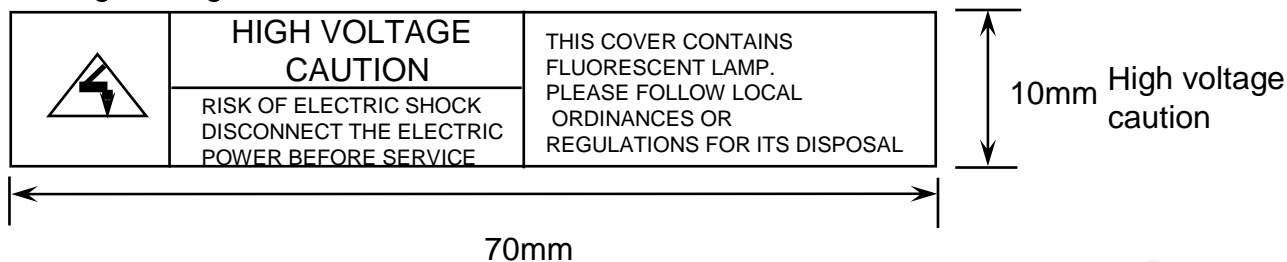 HIGH VOLTAGE
CAUTION
RISK OF ELECTRIC SHOCK
DISCONNECT THE ELECTRIC
POWER BEFORE SERVICE
THIS COVER CONTAINS
FLUORESCENT LAMP.
PLEASE FOLLOW LOCAL
ORDINANCES OR
REGULATIONS FOR ITS DISPOSAL
10mm
High voltage
caution
70mm